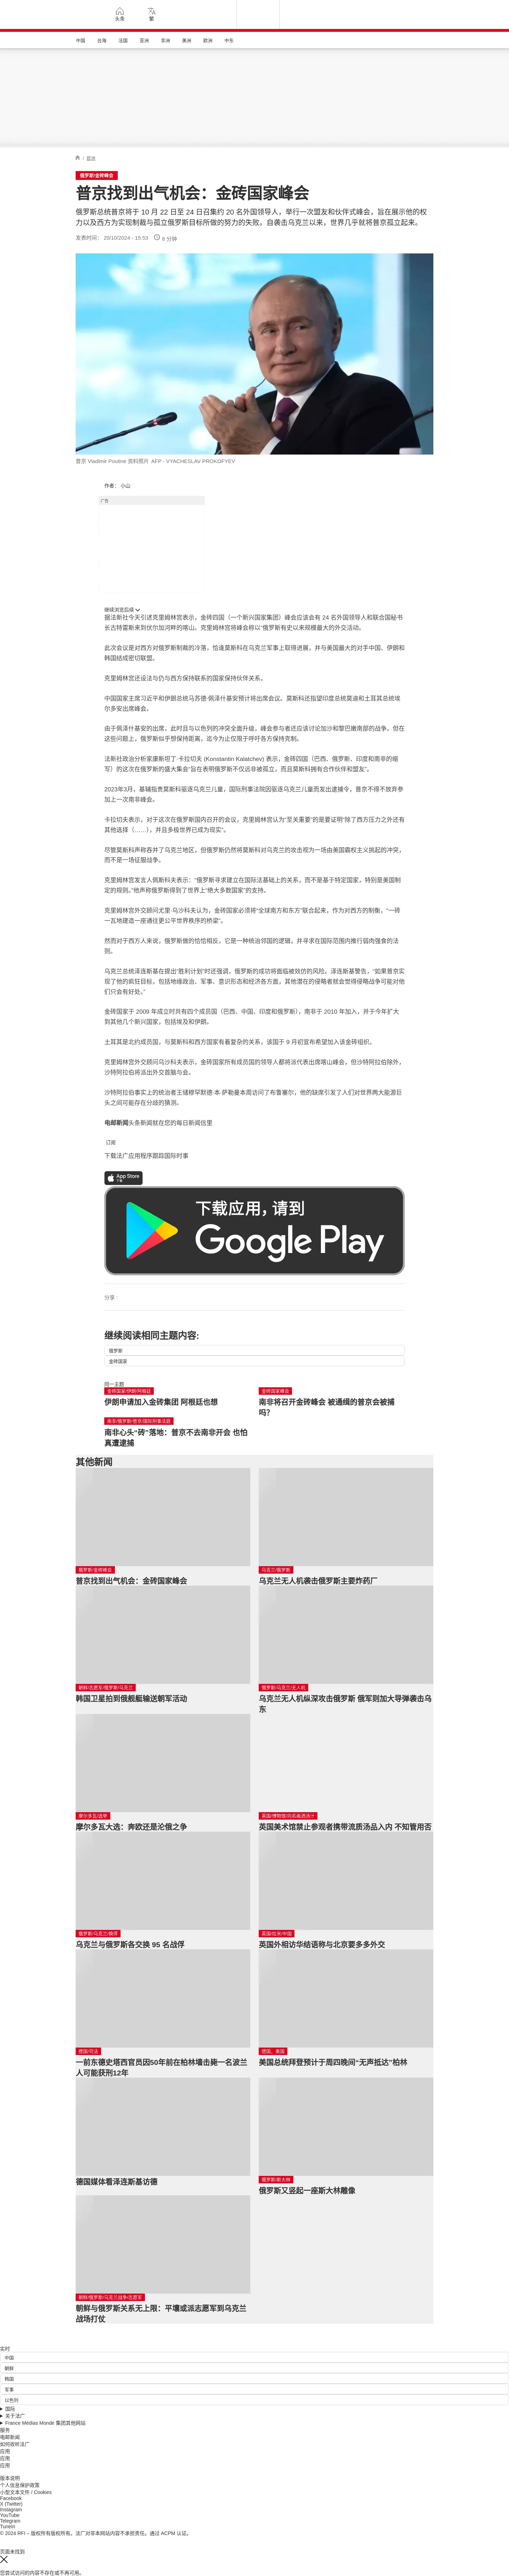 头条
繁
中国
台湾
法国
亚洲
非洲
美洲
欧洲
中东
/ 欧洲
俄罗斯/金砖峰会
普京找到出气机会：金砖国家峰会
俄罗斯总统普京将于 10 月 22 日至 24 日召集约 20 名外国领导人，举行一次盟友和伙伴式峰会，旨在展示他的权
力以及西方为实现制裁与孤立俄罗斯目标所做的努力的失败。自袭击乌克兰以来，世界几乎就将普京孤立起来。
发表时间： 20/10/2024 - 15:53 8 分钟
普京 Vladimir Poutine 资料照片 AFP - VYACHESLAV PROKOFYEV
作者： 小山
广告
继续浏览后续
据法新社今天引述克里姆林宫表示，金砖四国（一个新兴国家集团）峰会应该会有 24 名外国领导人和联合国秘书
长古特雷斯来到伏尔加河畔的喀山。克里姆林宫将峰会称以“俄罗斯有史以来规模最大的外交活动。
此次会议是对西方对俄罗斯制裁的冷落，恰逢莫斯科在乌克兰军事上取得进展，并与美国最大的对手中国、伊朗和
韩国结成密切联盟。
克里姆林宫还设法与仍与西方保持联系的国家保持伙伴关系。
中国国家主席习近平和伊朗总统马苏德·佩泽什基安预计将出席会议。莫斯科还指望印度总统莫迪和土耳其总统埃
尔多安出席峰会。
由于佩泽什基安的出席，此时且与以色列的冲突全面升级，峰会参与者还应该讨论加沙和黎巴嫩南部的战争，但在
这些问题上，俄罗斯似乎想保持距离，迄今为止仅限于呼吁各方保持克制。
法新社政治分析家康斯坦丁·卡拉切夫 (Konstantin Kalatchev) 表示，金砖四国（巴西、俄罗斯、印度和南非的缩
写）的这次在俄罗斯的盛大集会“旨在表明俄罗斯不仅远非被孤立，而且莫斯科拥有合作伙伴和盟友”。
2023年3月，基辅指责莫斯科驱逐乌克兰儿童，国际刑事法院因驱逐乌克兰儿童而发出逮捕令，普京不得不放弃参
加上一次南非峰会。
卡拉切夫表示，对于这次在俄罗斯国内召开的会议，克里姆林宫认为“至关重要”的是要证明“除了西方压力之外还有
其他选择（……），并且多极世界已成为现实”。
尽管莫斯科声称吞并了乌克兰地区，但俄罗斯仍然将莫斯科对乌克兰的攻击视为一场由美国霸权主义挑起的冲突，
而不是一场征服战争。
克里姆林宫发言人佩斯科夫表示：“俄罗斯寻求建立在国际法基础上的关系，而不是基于特定国家，特别是美国制
定的规则。”他声称俄罗斯得到了世界上“绝大多数国家”的支持。
克里姆林宫外交顾问尤里·乌沙科夫认为，金砖国家必须将“全球南方和东方”联合起来，作为对西方的制衡，“一砖
一瓦地建造一座通往更公平世界秩序的桥梁”。
然而对于西方人来说，俄罗斯做的恰恰相反，它是一种统治邻国的逻辑，并寻求在国际范围内推行弱肉强食的法
则。
乌克兰总统泽连斯基在提出“胜利计划”时还强调，俄罗斯的成功将面临被效仿的风险。泽连斯基警告，“如果普京实
现了他的疯狂目标，包括地缘政治、军事、意识形态和经济各方面，其他潜在的侵略者就会觉得侵略战争可能对他
们只会有好处。”
金砖国家于 2009 年成立时共有四个成员国（巴西、中国、印度和俄罗斯），南非于 2010 年加入，并于今年扩大
到其他几个新兴国家，包括埃及和伊朗。
土耳其是北约成员国，与莫斯科和西方国家有着复杂的关系，该国于 9 月初宣布希望加入该金砖组织。
克里姆林宫外交顾问乌沙科夫表示，金砖国家所有成员国的领导人都将派代表出席喀山峰会，但沙特阿拉伯除外，
沙特阿拉伯将派出外交首脑与会。
沙特阿拉伯事实上的统治者王储穆罕默德·本·萨勒曼本周访问了布鲁塞尔，他的缺席引发了人们对世界两大能源巨
头之间可能存在分歧的猜测。
电邮新闻头条新闻就在您的每日新闻信里
订阅
下载法广应用程序跟踪国际时事
App Store
下载
下载应用，请到
Google Play
分享 :
继续阅读相同主题内容:
俄罗斯
金砖国家
同一主题
金砖国家/伊朗/阿根廷
伊朗申请加入金砖集团 阿根廷也想
金砖国家峰会
南非将召开金砖峰会 被通缉的普京会被捕
吗？
南非/俄罗斯/普京/国际刑事法庭
南非心头“砖”落地：普京不去南非开会 也怕
真遭逮捕
其他新闻
俄罗斯/金砖峰会
普京找到出气机会：金砖国家峰会
乌克兰/俄罗斯
乌克兰无人机袭击俄罗斯主要炸药厂
朝鲜/志愿军/俄罗斯/乌克兰
韩国卫星拍到俄舰艇输送朝军活动
俄罗斯/乌克兰/无人机
乌克兰无人机纵深攻击俄罗斯 俄军则加大导弹袭击乌
东
摩尔多瓦/选举
摩尔多瓦大选：奔欧还是沦俄之争
英国美术馆禁止参观者携带流质汤品入内 不知管用否
俄罗斯/乌克兰/换俘
乌克兰与俄罗斯各交换 95 名战俘
英国/拉米/中国
英国外相访华结语称与北京要多多外交
德国/司法
一前东德史塔西官员因50年前在柏林墙击毙一名波兰
人可能获刑12年
德国、美国
美国总统拜登预计于周四晚间“无声抵达”柏林
德国媒体看泽连斯基访德
俄罗斯/斯大林
俄罗斯又竖起一座斯大林雕像
朝鲜/俄罗斯/乌克兰战争/志愿军
朝鲜与俄罗斯关系无上限：平壤或派志愿军到乌克兰
战场打仗
实时
中国
朝鲜
韩国
军事
以色列
国际
关于法广
France Médias Monde 集团其他网站
服务
电邮新闻
如何收听法广
应用
应用
应用
版本说明
个人信息保护政策
小型文本文件 / Cookies
Facebook
X (Twitter)
Instagram
YouTube
Telegram
TuneIn
© 2024 RFI – 版权所有版权所有。法广对非本网站内容不承担责任。通过 ACPM 认证。
页面未找到
您尝试访问的内容不存在或不再可用。